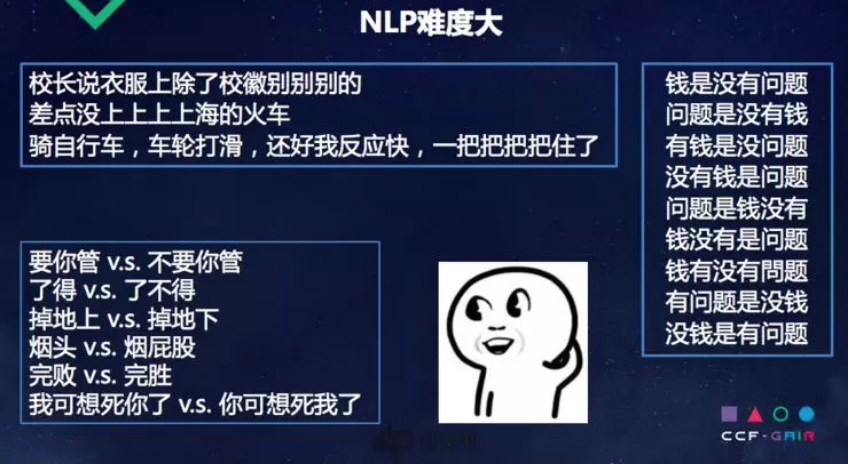 NLP难度大
校长说衣服上除了校徽别别别的
差点没上上上上海的火车
骑自行车，车轮打滑，还好我反应快，一把把把把住了
钱是没有问题
问题是没有钱
有钱是没问题
没有钱是问题
问题是钱没有
钱没有是问题
钱有没有問题
有问题是没钱
没钱是有问题
要你管 v.s. 不要你管
了得 v.s. 了不得
掉地上 v.s. 掉地下
烟头 v.s. 烟屁股
完败 v.s. 完胜
我可想死你了 v.s. 你可想死我了
CCF-GAIR